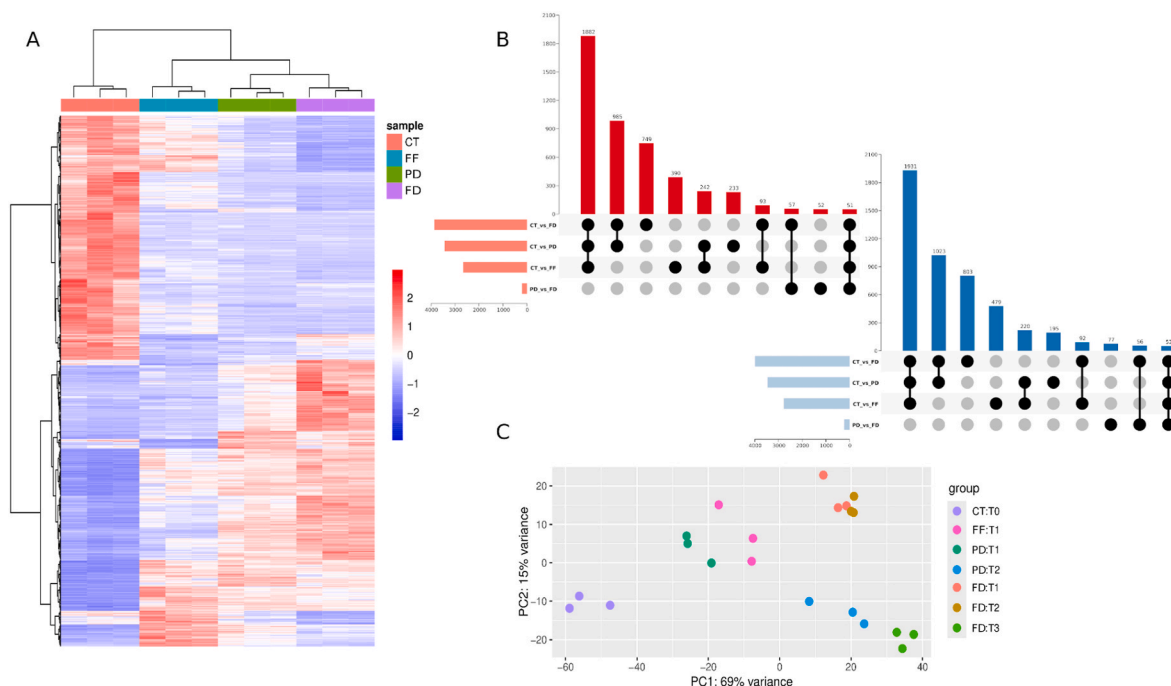 A
sample
CT
FF
PD
FD
2
1
0
−1
−2
B
2100
1800
1500
1200
900
600
300
0
1882
985
749
390
242
233
93
57
52
51
CT_vs_FD
CT_vs_PD
CT_vs_FF
PD_vs_FD
4000 3000 2000 1000 0
2100
1800
1500
1200
900
600
300
0
1931
1023
803
479
220
195
92
77
56
CT_vs_FD
CT_vs_PD
CT_vs_FF
PD_vs_FD
4000 3000 2000 1000 0
C
PC2: 15% variance
20
10
0
−10
−20
−60 −40 −20 0 20 40
PC1: 69% variance
group
CT:T0
FF:T1
PD:T1
PD:T2
FD:T1
FD:T2
FD:T3